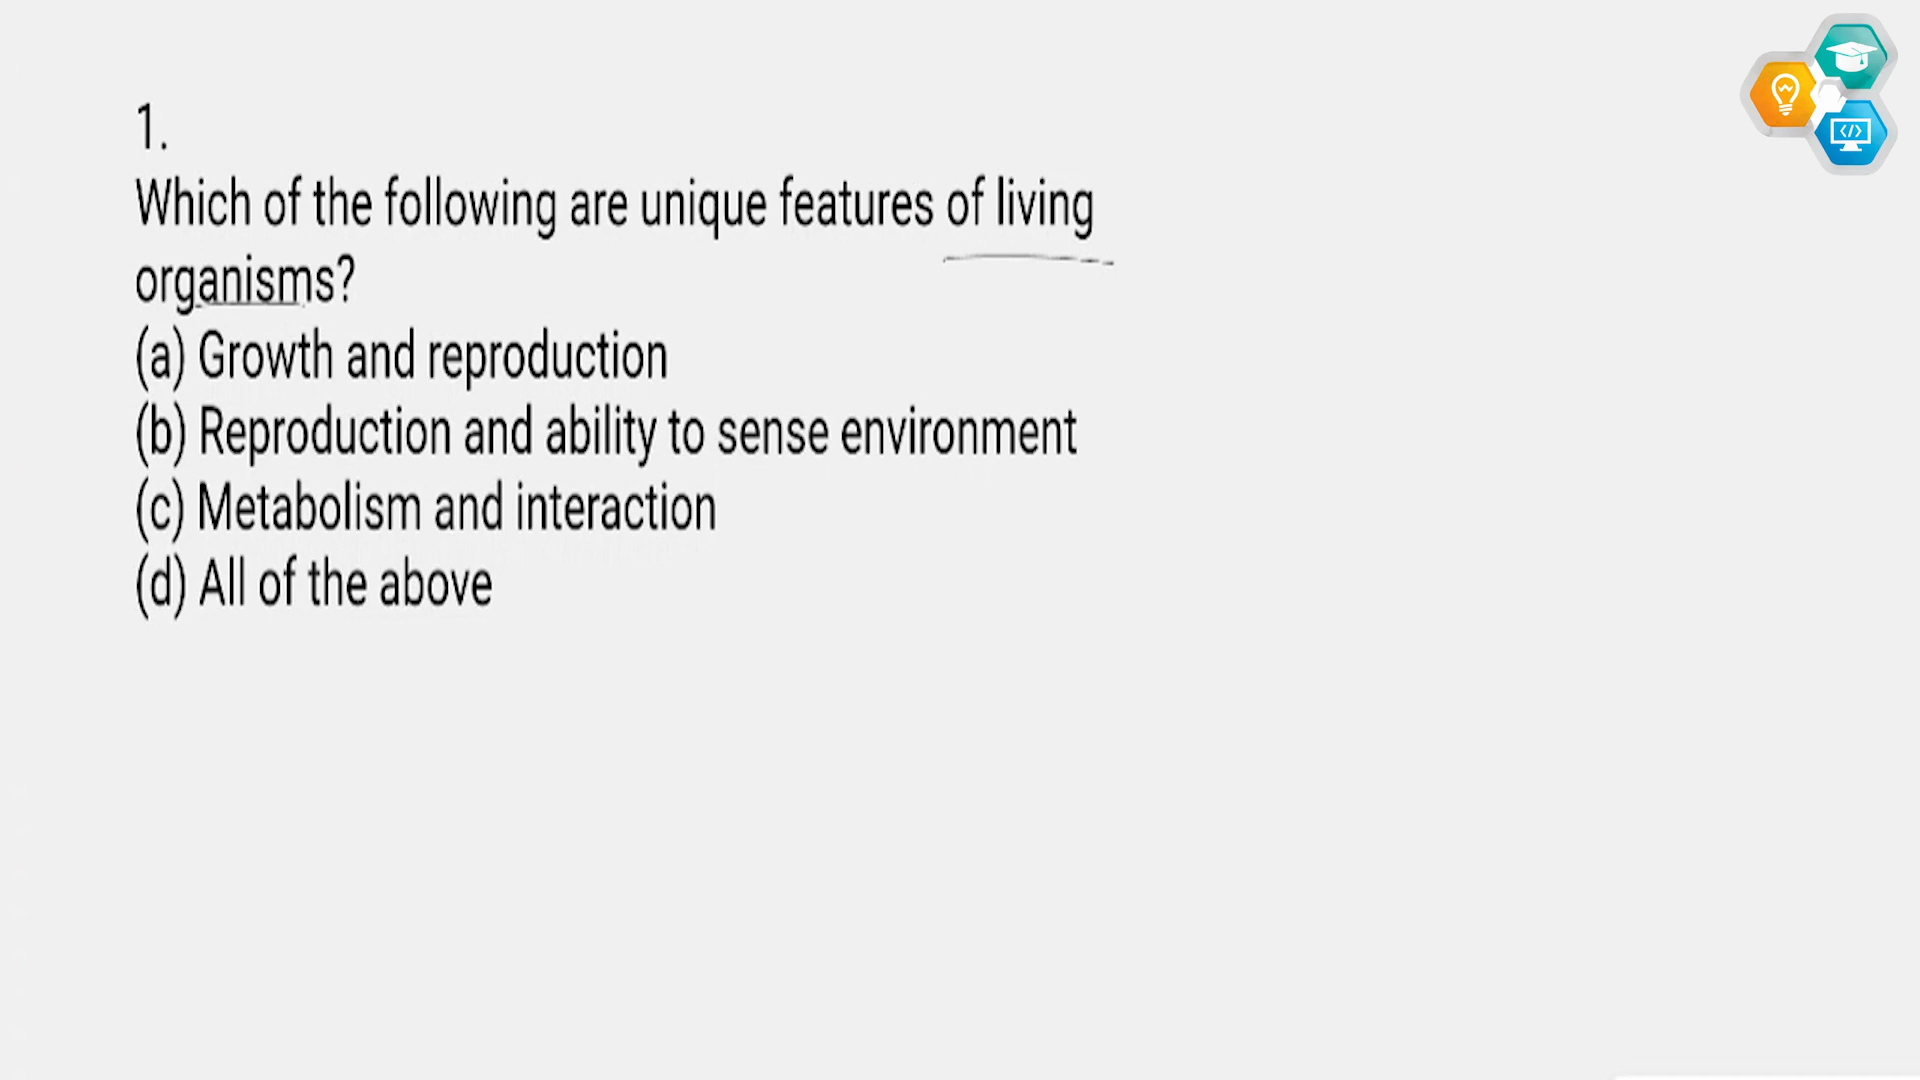 1.
Which of the following are unique features of living
organisms?
(a) Growth and reproduction
(b) Reproduction and ability to sense environment
(c) Metabolism and interaction
(d) All of the above